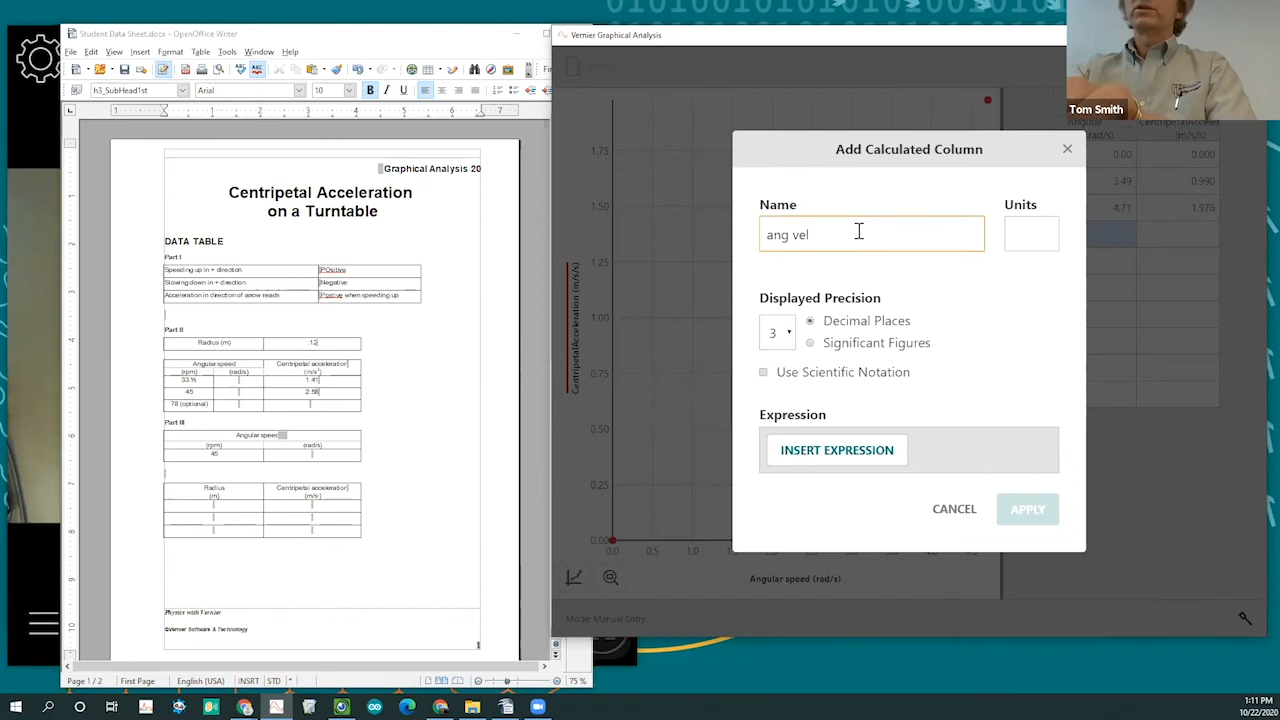 Student Data Sheet.docx - OpenOffice Writer
File Edit View Insert Format Table Tools Window Help
h3_SubHead1st
Arial
10
B I U
Graphical Analysis 20
Centripetal Acceleration
on a Turntable
DATA TABLE
Part I
Speeding up in + direction POsitive
Slowing down in + direction Negative
Acceleration in direction of arrow reads Postive when speeding up
Part II
Radius (m) .12
Angular speed Centripetal acceleration
(rpm) (rad/s) (m/s²)
33 ⅓ 1.41
45 2.58
78 (optional)
Part III
Angular speed
(rpm) (rad/s)
45
Radius Centripetal acceleration
(m) (m/s²)
Physics with Vernier
©Vernier Software & Technology
1
Page 1 / 2 First Page English (USA) INSRT STD * 75 %
Vernier Graphical Analysis
CentripetalAcceleration (m/s/s)
1.75
1.50
1.25
1.00
0.75
0.50
0.25
0.00
0.0 0.5 1.0
Angular speed (rad/s)
Mode: Manual Entry
Angular CentripetalAcceler
(rad/s) (m/s/s)
0.00 0.000
3.49 0.990
4.71 1.976
Add Calculated Column
Name Units
ang vel
Displayed Precision
3
Decimal Places
Significant Figures
Use Scientific Notation
Expression
INSERT EXPRESSION
CANCEL APPLY
Tom Smith
1:11 PM
10/22/2020